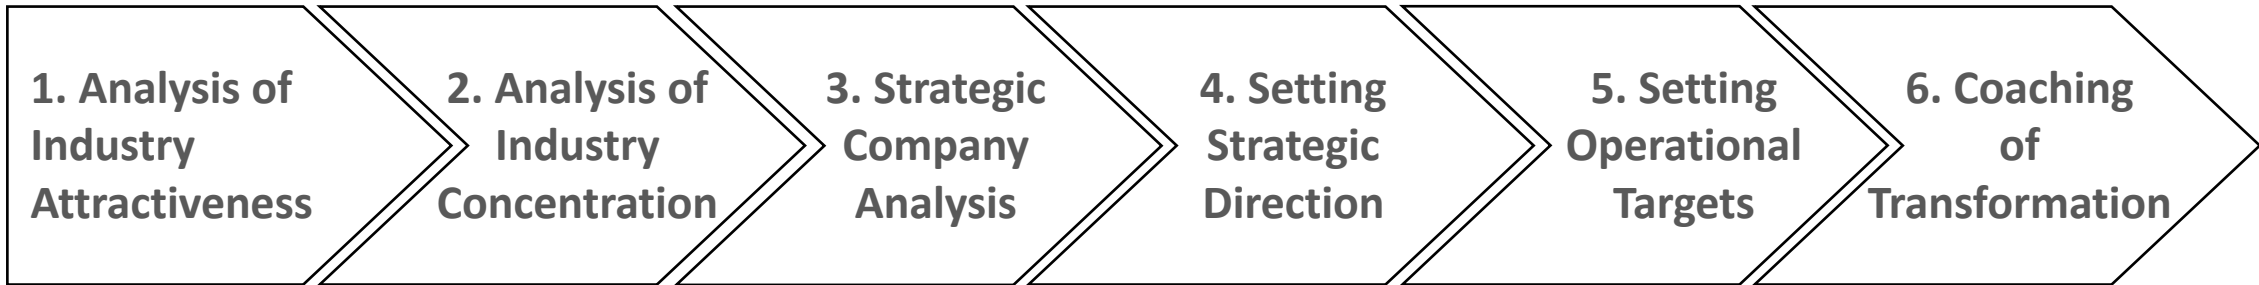 1. Analysis of
Industry
Attractiveness
2. Analysis of
Industry
Concentration
3. Strategic
Company
Analysis
4. Setting
Strategic
Direction
5. Setting
Operational
Targets
6. Coaching
of
Transformation